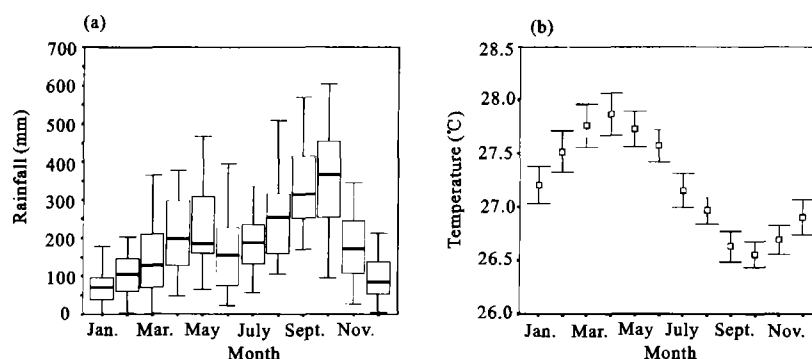 (a)
700
600
500
400
300
200
100
0
Rainfall (mm)
Jan. Mar. May July Sept. Nov.
Month
(b)
28.5
28.0
27.5
27.0
26.5
26.0
Temperature (℃)
Jan. Mar. May July Sept. Nov.
Month